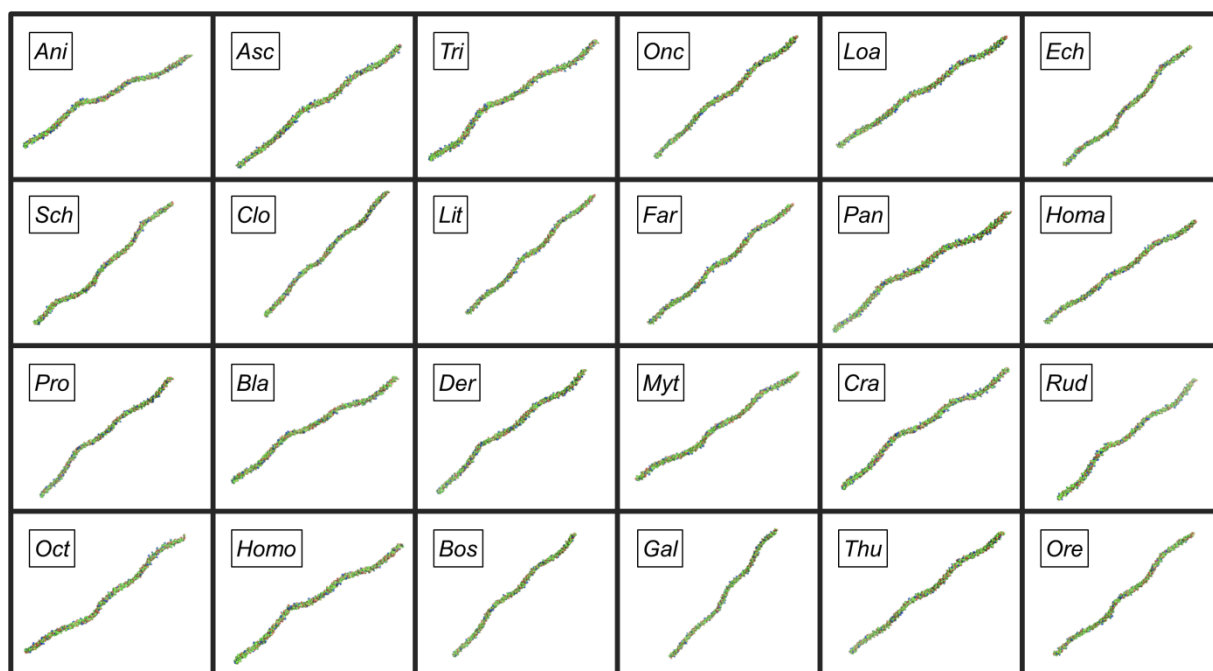 Ani
Asc
Tri
Onc
Loa
Ech
Sch
Clo
Lit
Far
Pan
Homa
Pro
Bla
Der
Myt
Cra
Rud
Oct
Homo
Bos
Gal
Thu
Ore